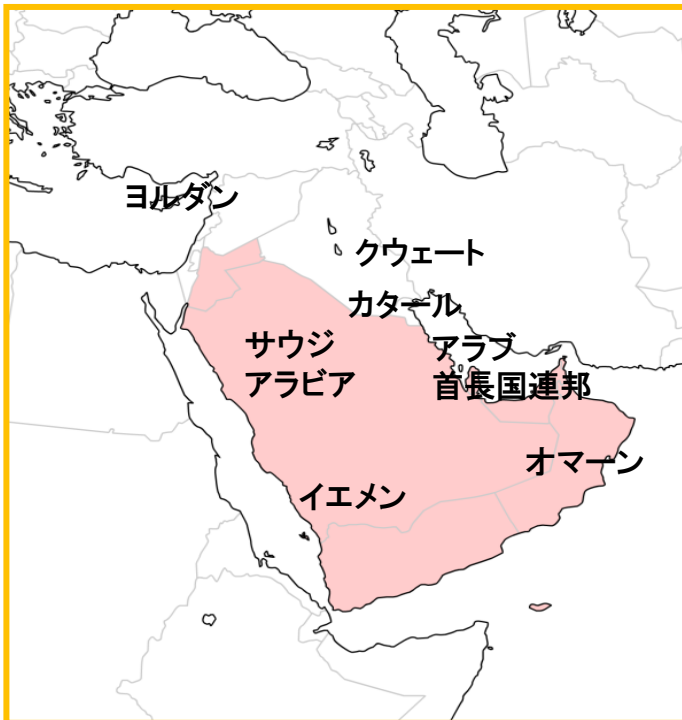 ヨルダン
クウェート
カタール
サウジ
アラビア
アラブ
首長国連邦
オマーン
イエメン